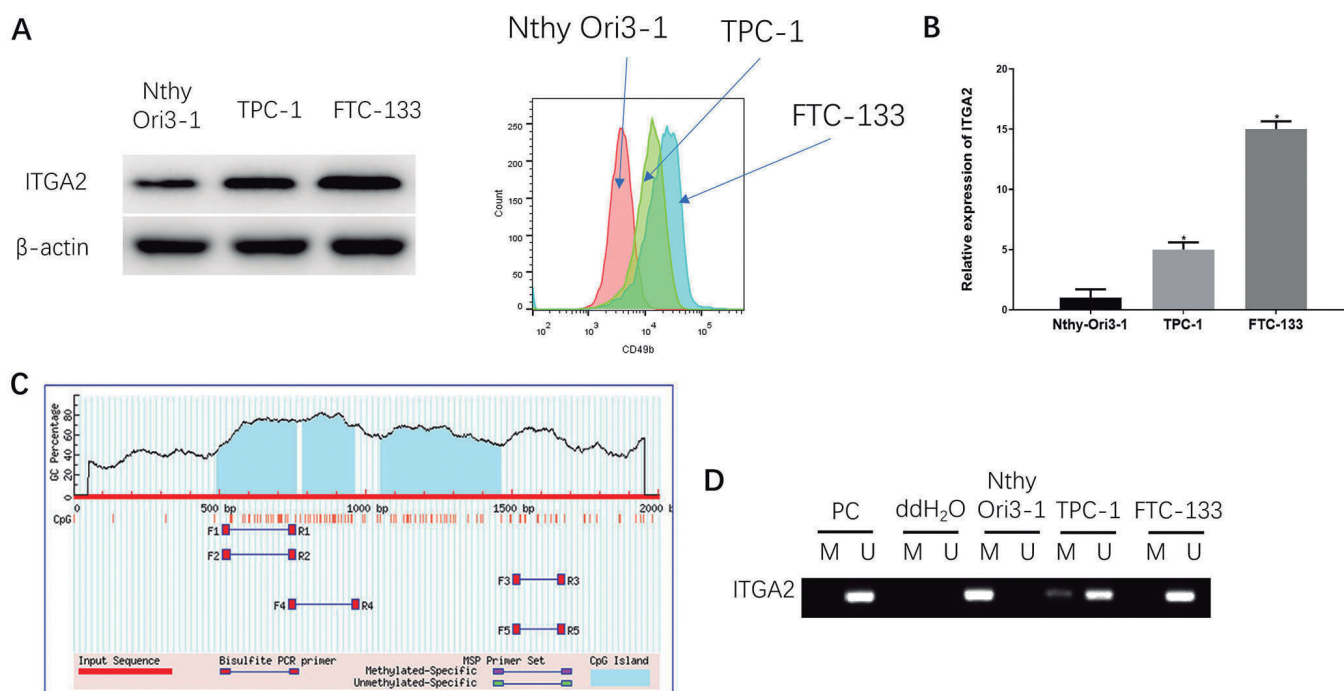 A
Nthy
Ori3-1
TPC-1
FTC-133
ITGA2
β-actin
Nthy Ori3-1
TPC-1
FTC-133
250
200
150
100
50
0
Count
10²
10³
10⁴
10⁵
CD49b
B
Relative expression of ITGA2
20
15
10
5
0
*
*
Nthy-Ori3-1
TPC-1
FTC-133
C
GC Percentage
80
60
40
20
0
0
500 bp
1000 bp
1500 bp
2000 b
CpG
F1
R1
F2
R2
F3
R3
F4
R4
F5
R5
Input Sequence
Bisulfite PCR primer
MSP Primer Set
Methylated-Specific
Unmethylated-Specific
CpG Island
D
PC
ddH₂O
Nthy
Ori3-1
TPC-1
FTC-133
M U M U M U M U M U
ITGA2